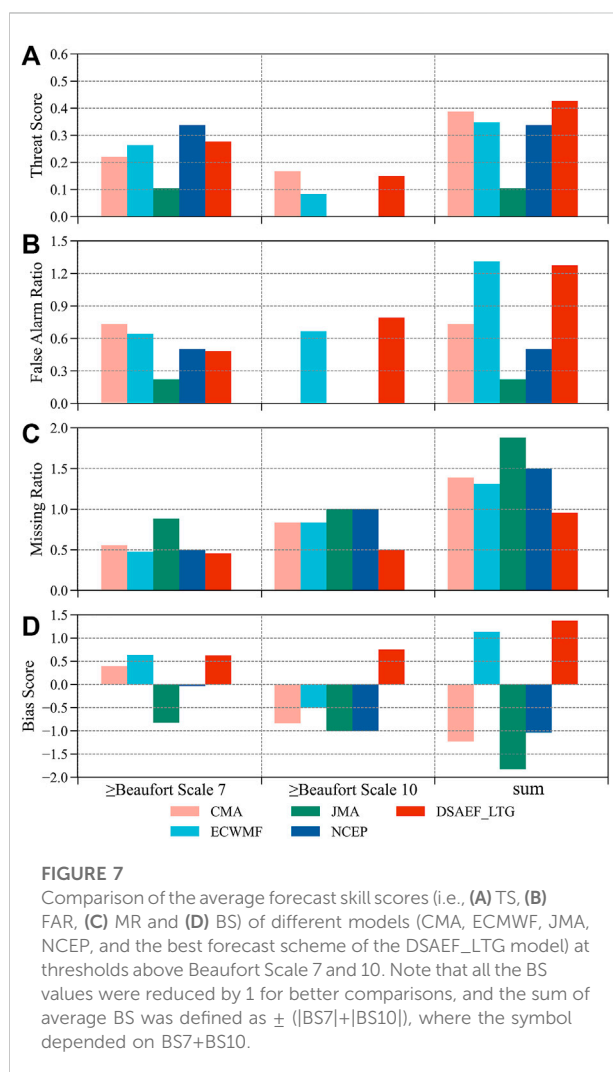 A
Threat Score
0.6
0.5
0.4
0.3
0.2
0.1
0.0
B
False Alarm Ratio
1.5
1.2
0.9
0.6
0.3
0.0
C
Missing Ratio
2.0
1.5
1.0
0.5
0.0
D
Bias Score
1.5
1.0
0.5
0.0
−0.5
−1.0
−1.5
−2.0
≥Beaufort Scale 7 ≥Beaufort Scale 10 sum
CMA JMA DSAEF_LTG
ECWMF NCEP
FIGURE 7
Comparison of the average forecast skill scores (i.e., (A) TS, (B)
FAR, (C) MR and (D) BS) of different models (CMA, ECMWF, JMA,
NCEP, and the best forecast scheme of the DSAEF_LTG model) at
thresholds above Beaufort Scale 7 and 10. Note that all the BS
values were reduced by 1 for better comparisons, and the sum of
average BS was defined as ± (|BS7|+|BS10|), where the symbol
depended on BS7+BS10.